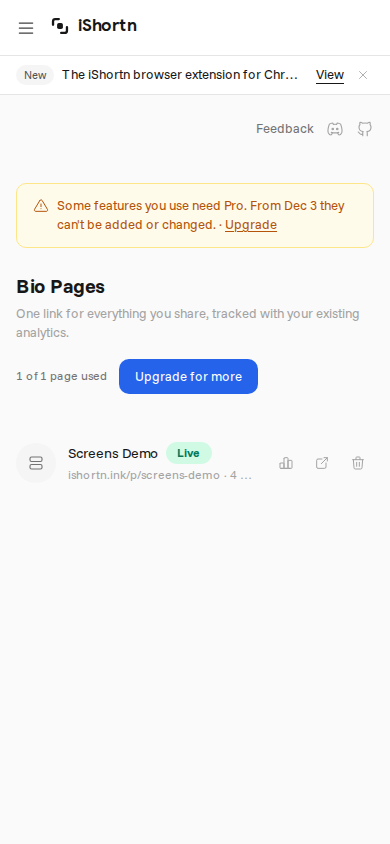 iShortn
New The iShortn browser extension for Chr... View
Feedback
Some features you use need Pro. From Dec 3 they
can't be added or changed. · Upgrade
Bio Pages
One link for everything you share, tracked with your existing
analytics.
1 of 1 page used Upgrade for more
Screens Demo Live
ishortn.ink/p/screens-demo · 4 ...